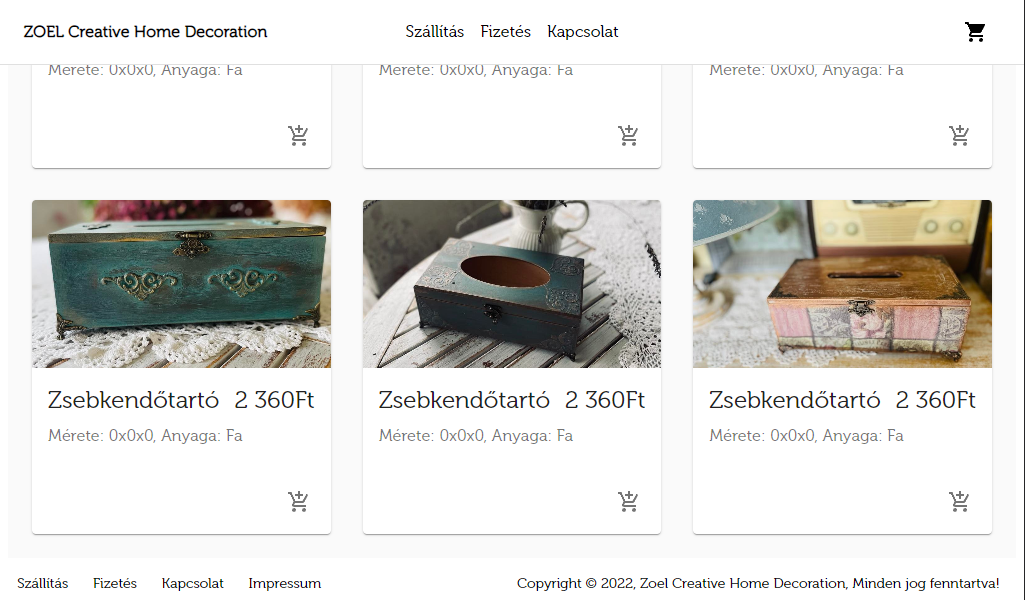 ZOEL Creative Home Decoration Szállítás Fizetés Kapcsolat
Mérete: 0x0x0, Anyaga: Fa Mérete: 0x0x0, Anyaga: Fa Mérete: 0x0x0, Anyaga: Fa
Zsebkendőtartó 2 360Ft Zsebkendőtartó 2 360Ft Zsebkendőtartó 2 360Ft
Mérete: 0x0x0, Anyaga: Fa Mérete: 0x0x0, Anyaga: Fa Mérete: 0x0x0, Anyaga: Fa
Szállítás Fizetés Kapcsolat Impressum Copyright © 2022, Zoel Creative Home Decoration, Minden jog fenntartva!